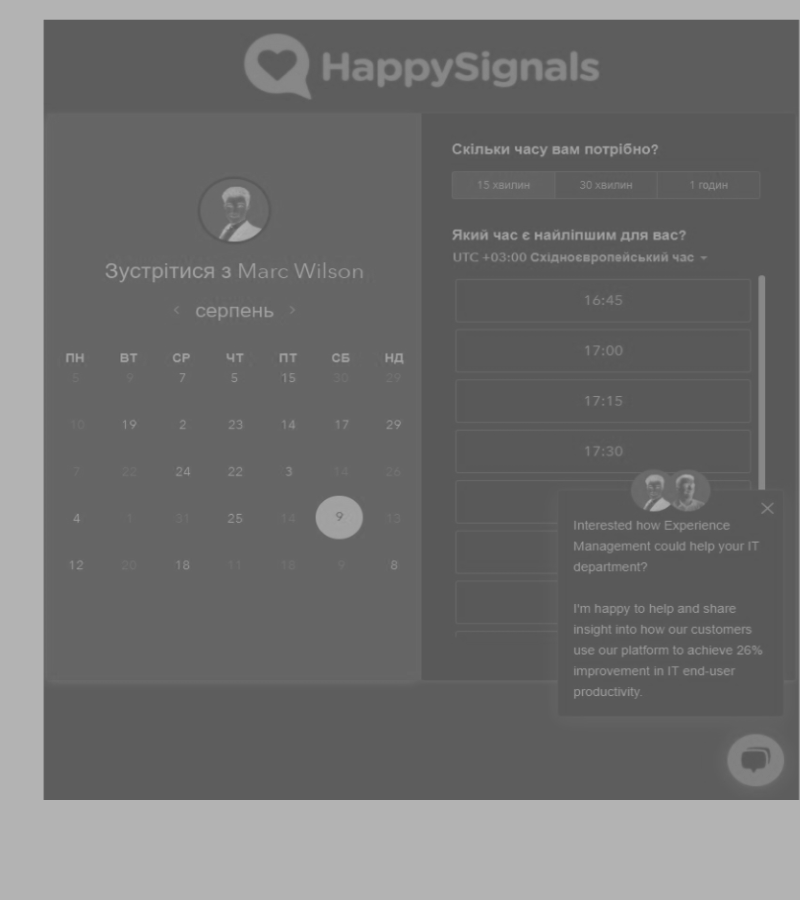 HappySignals
Зустрітися з Marc Wilson
серпень
ПН ВТ СР ЧТ ПТ СБ НД
5 9 7 5 15 30 29
10 19 2 23 14 17 29
7 22 24 22 3 14 26
4 1 31 25 14 9 13
12 20 18 11 18 9 8
Скільки часу вам потрібно?
15 хвилин 30 хвилин 1 годин
Який час є найліпшим для вас?
UTC +03:00 Східноєвропейський час
16:45
17:00
17:15
17:30
Interested how Experience
Management could help your IT
department?
I'm happy to help and share
insight into how our customers
use our platform to achieve 26%
improvement in IT end-user
productivity.